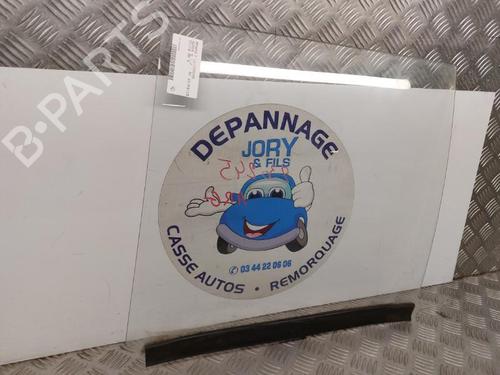 B-PARTS
DEPANNAGE
JORY
& FILS
✆ 03 44 22 06 06
CASSE AUTOS • REMORQUAGE